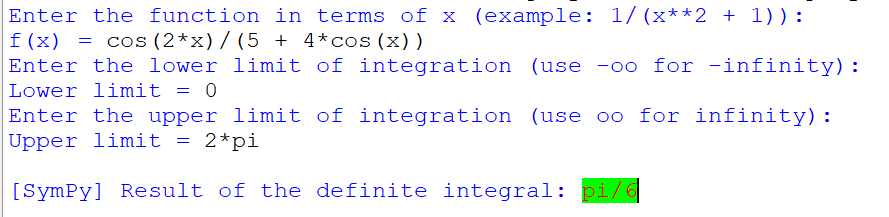 Enter the function in terms of x (example: 1/(x**2 + 1)):
f(x) = cos(2*x)/(5 + 4*cos(x))
Enter the lower limit of integration (use -oo for -infinity):
Lower limit = 0
Enter the upper limit of integration (use oo for infinity):
Upper limit = 2*pi
[SymPy] Result of the definite integral: pi/6